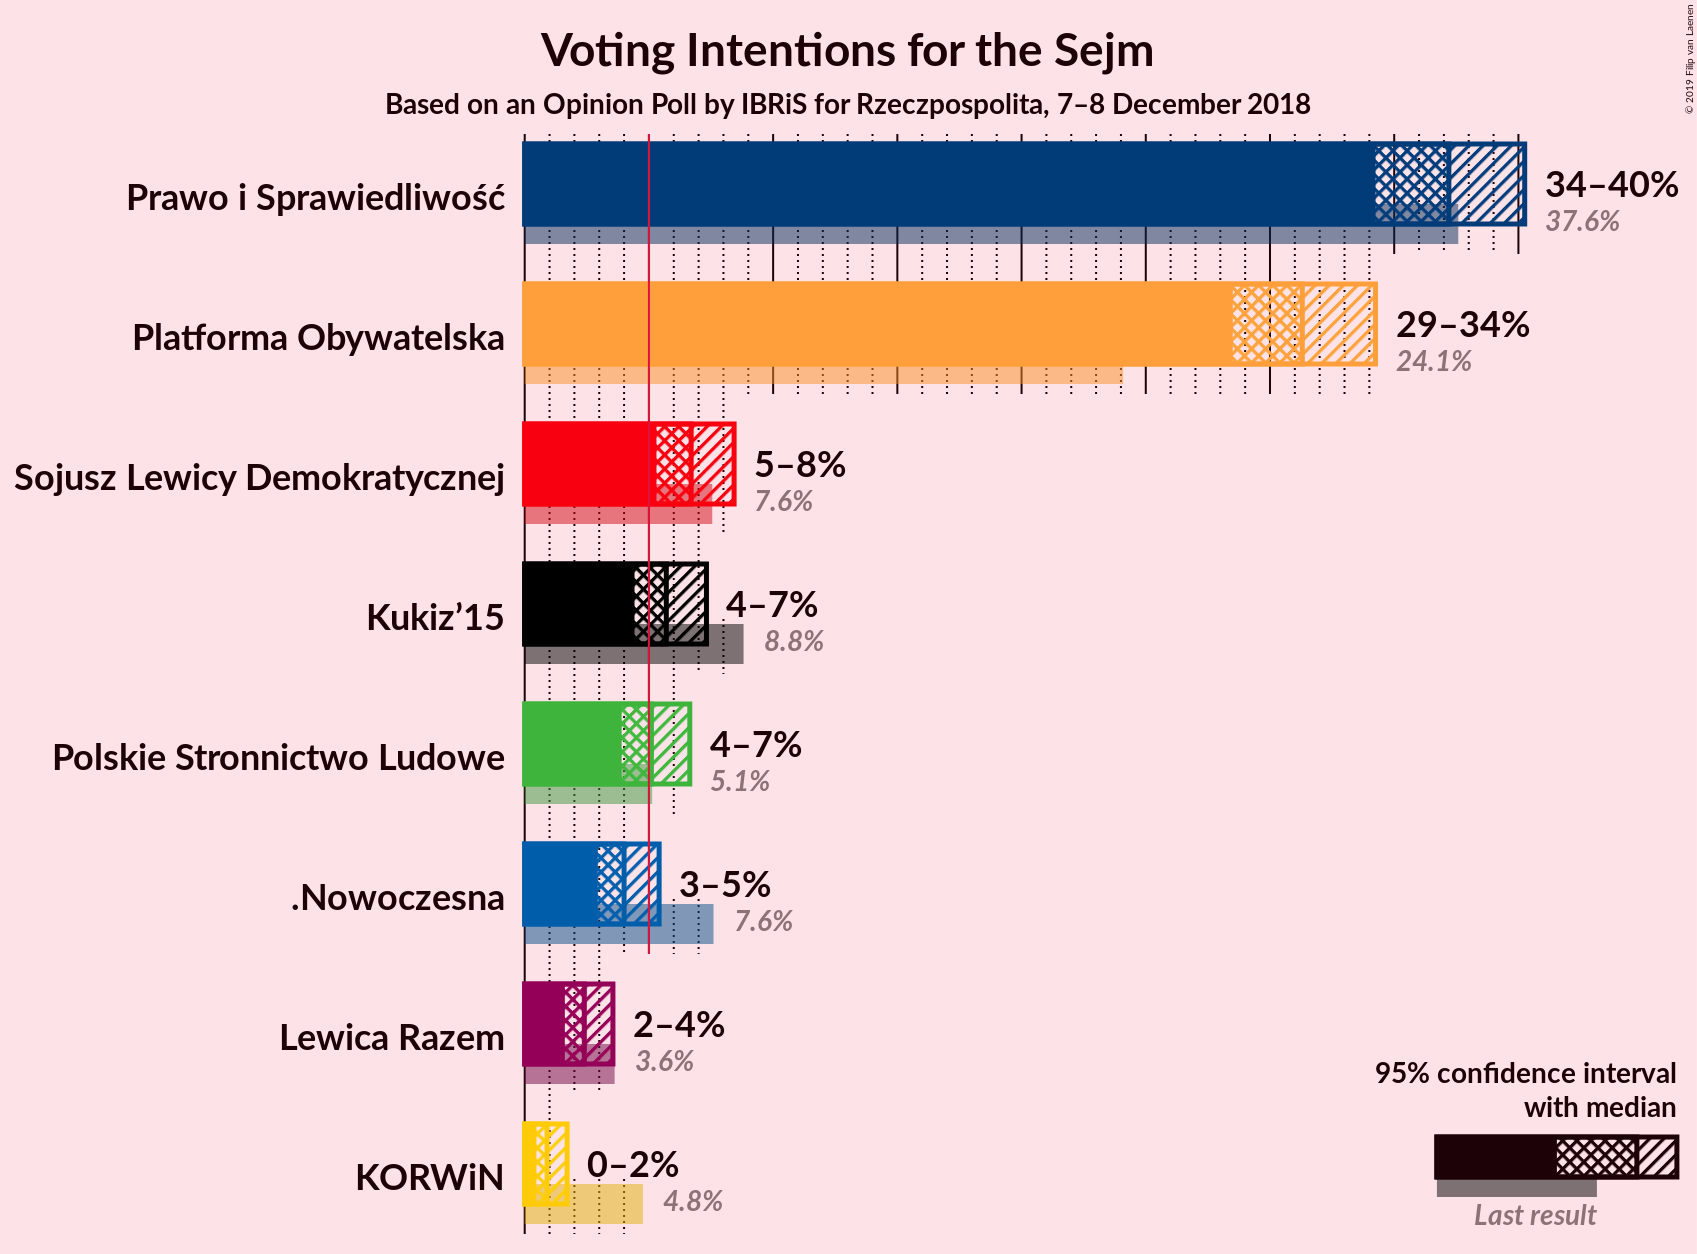 Voting Intentions for the Sejm
Based on an Opinion Poll by IBRiS for Rzeczpospolita, 7–8 December 2018
© 2019 Filip van Laenen
Prawo i Sprawiedliwość
34–40%
37.6%
Platforma Obywatelska
29–34%
24.1%
Sojusz Lewicy Demokratycznej
5–8%
7.6%
Kukiz’15
4–7%
8.8%
Polskie Stronnictwo Ludowe
4–7%
5.1%
.Nowoczesna
3–5%
7.6%
Lewica Razem
2–4%
3.6%
KORWiN
0–2%
4.8%
95% confidence interval
with median
Last result